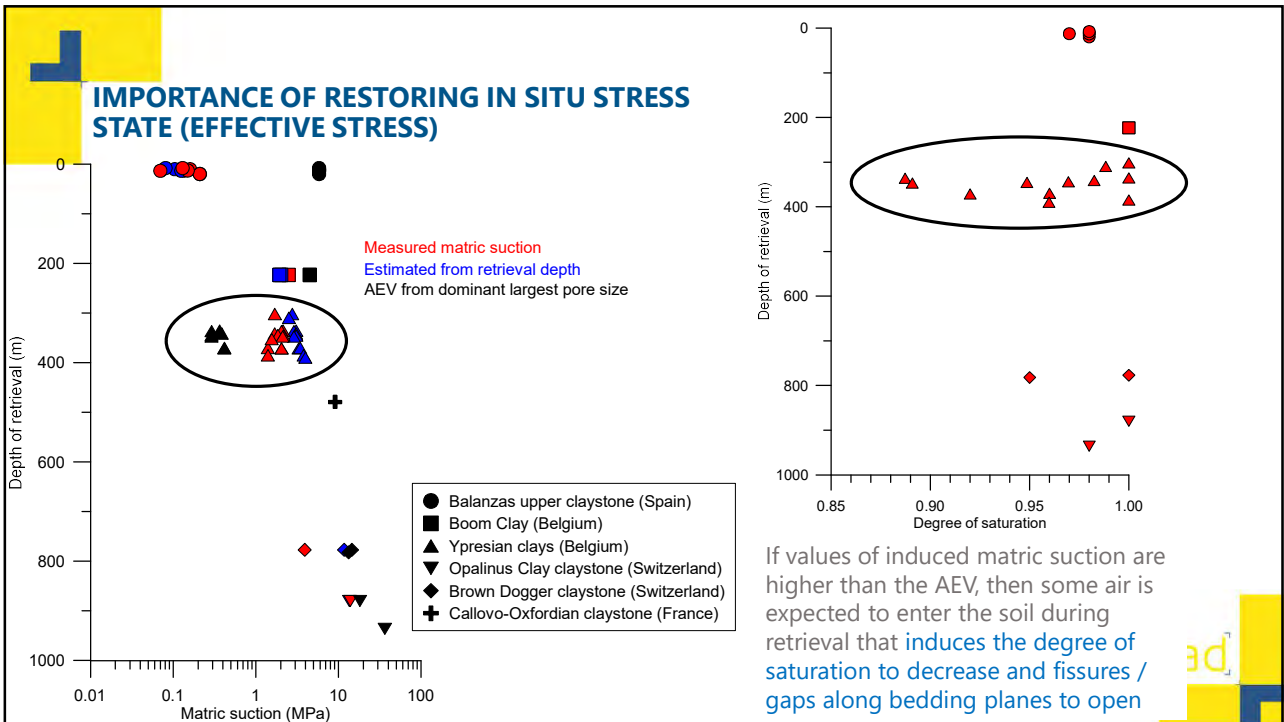 IMPORTANCE OF RESTORING IN SITU STRESS
STATE (EFFECTIVE STRESS)
0
200
400
600
800
1000
Depth of retrieval (m)
0.01
0.1
1
10
100
Matric suction (MPa)
Measured matric suction
Estimated from retrieval depth
AEV from dominant largest pore size
Balanzas upper claystone (Spain)
Boom Clay (Belgium)
Ypresian clays (Belgium)
Opalinus Clay claystone (Switzerland)
Brown Dogger claystone (Switzerland)
Callovo-Oxfordian claystone (France)
0
200
400
600
800
1000
Depth of retrieval (m)
0.85
0.90
0.95
1.00
Degree of saturation
If values of induced matric suction are
higher than the AEV, then some air is
expected to enter the soil during
retrieval that induces the degree of
saturation to decrease and fissures /
gaps along bedding planes to open
ad